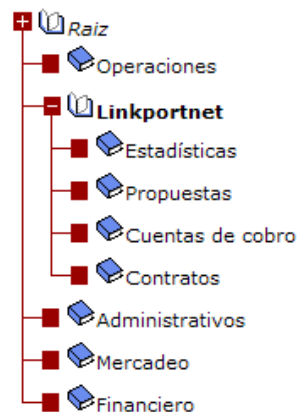 Raiz
Operaciones
Linkportnet
Estadísticas
Propuestas
Cuentas de cobro
Contratos
Administrativos
Mercadeo
Financiero